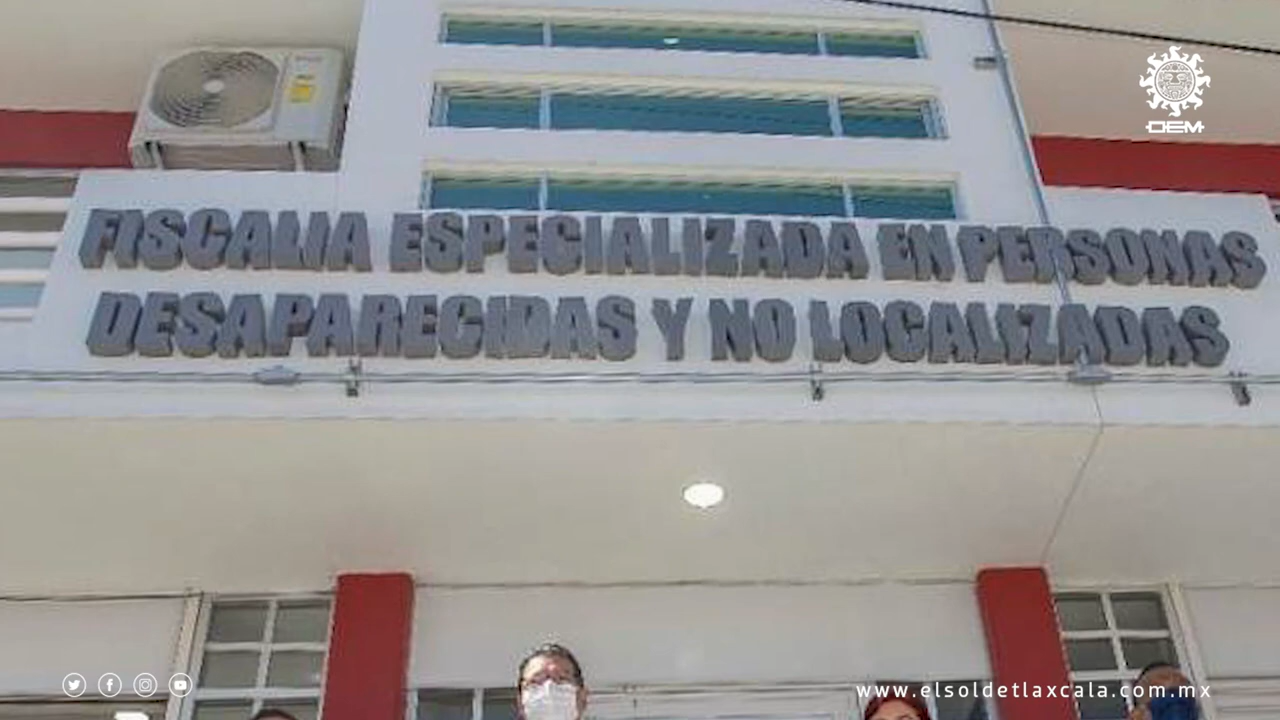 OEM
FISCALIA ESPECIALIZADA EN PERSONAS
DESAPARECIDAS Y NO LOCALIZADAS
www.elsoldetlaxcala.com.mx